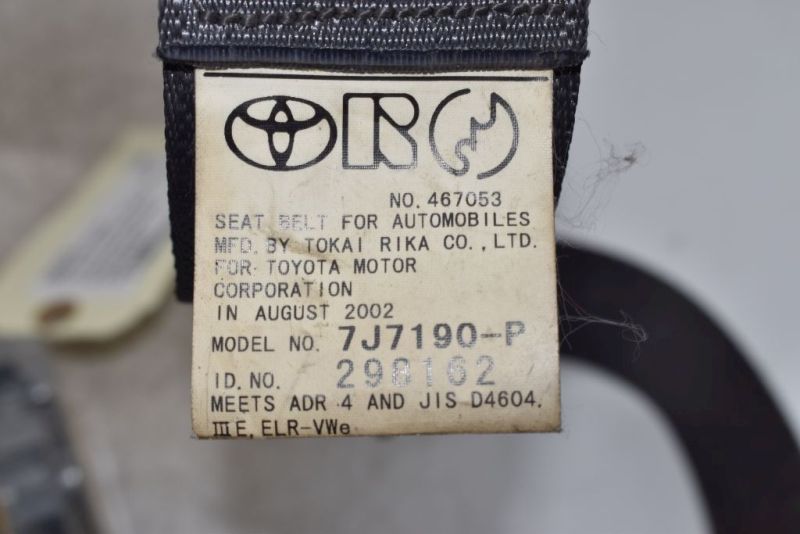 NO. 467053
SEAT BELT FOR AUTOMOBILES
MFD. BY TOKAI RIKA CO.,LTD.
FOR TOYOTA MOTOR
CORPORATION
IN AUGUST 2002
MODEL NO. 7J7190-P
ID. NO. 298162
MEETS ADR 4 AND JIS D4604.
ⅢE, ELR-VWe